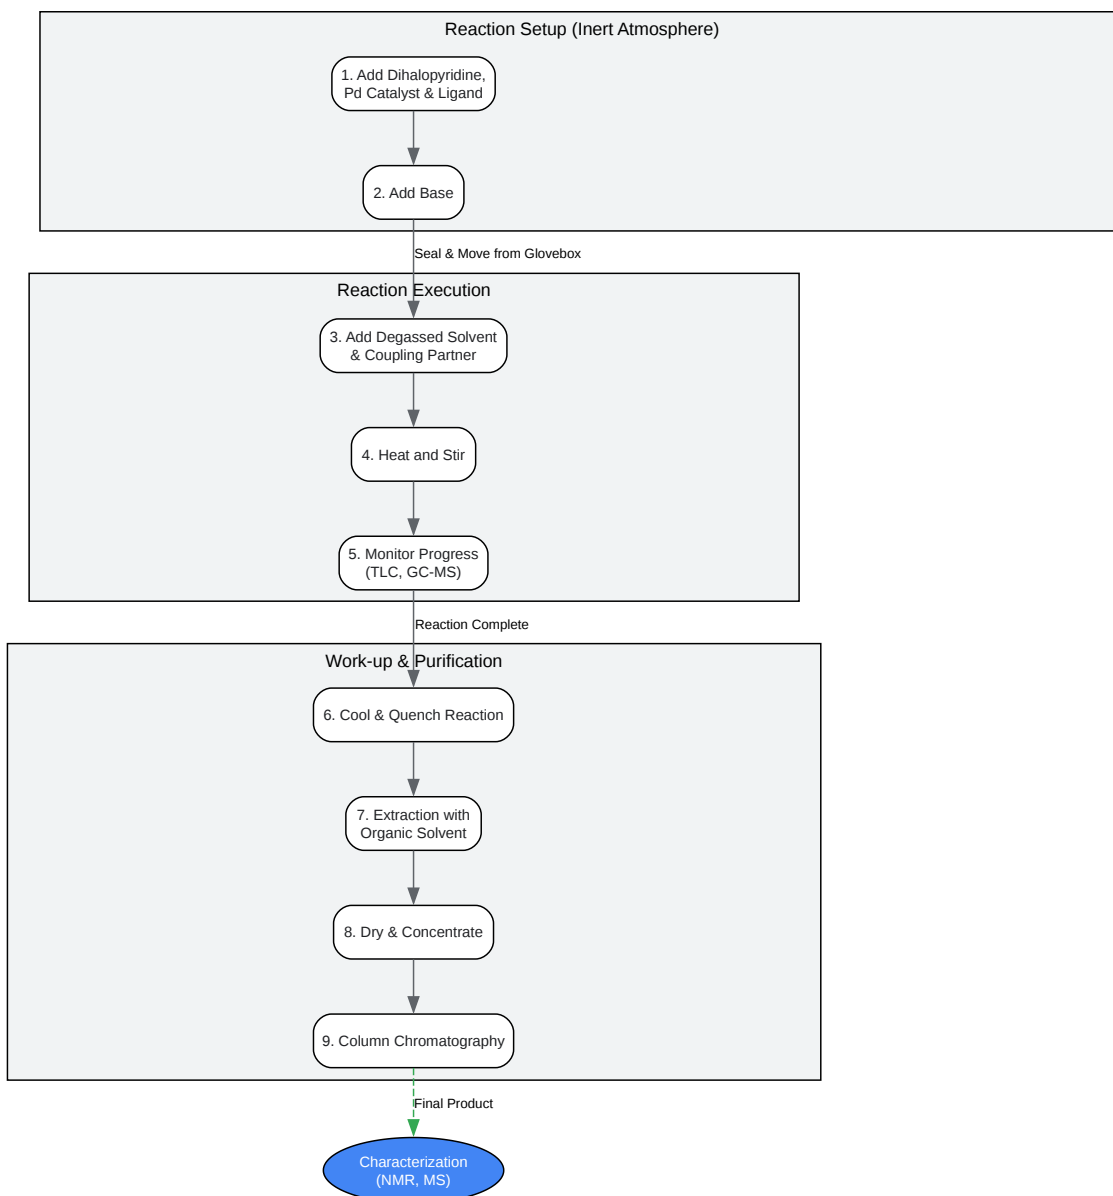 Reaction Setup (Inert Atmosphere)
1. Add Dihalopyridine,
Pd Catalyst & Ligand
2. Add Base
Seal & Move from Glovebox
Reaction Execution
3. Add Degassed Solvent
& Coupling Partner
4. Heat and Stir
5. Monitor Progress
(TLC, GC-MS)
Reaction Complete
Work-up & Purification
6. Cool & Quench Reaction
7. Extraction with
Organic Solvent
8. Dry & Concentrate
9. Column Chromatography
Final Product
Characterization
(NMR, MS)